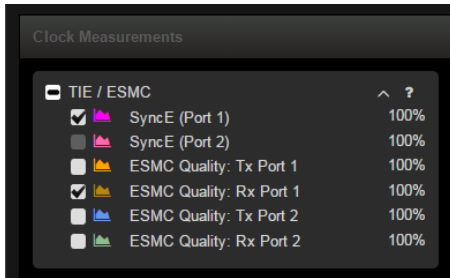 Clock Measurements
TIE / ESMC ?
SyncE (Port 1) 100%
SyncE (Port 2) 100%
ESMC Quality: Tx Port 1 100%
ESMC Quality: Rx Port 1 100%
ESMC Quality: Tx Port 2 100%
ESMC Quality: Rx Port 2 100%